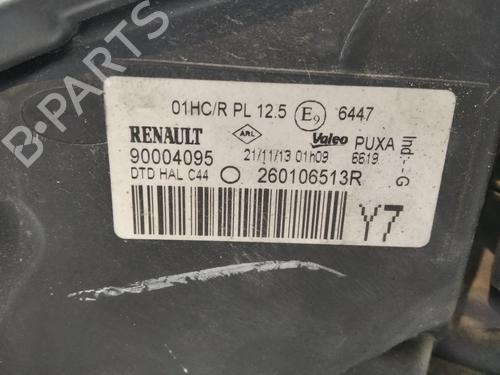 01HC/R PL 12.5 E9 6447
RENAULT ARL Valeo PUXA Ind:-G
90004095 21/11/13 01h09 6619
DTD HAL C44 260106513R
Y7
B-PARTS